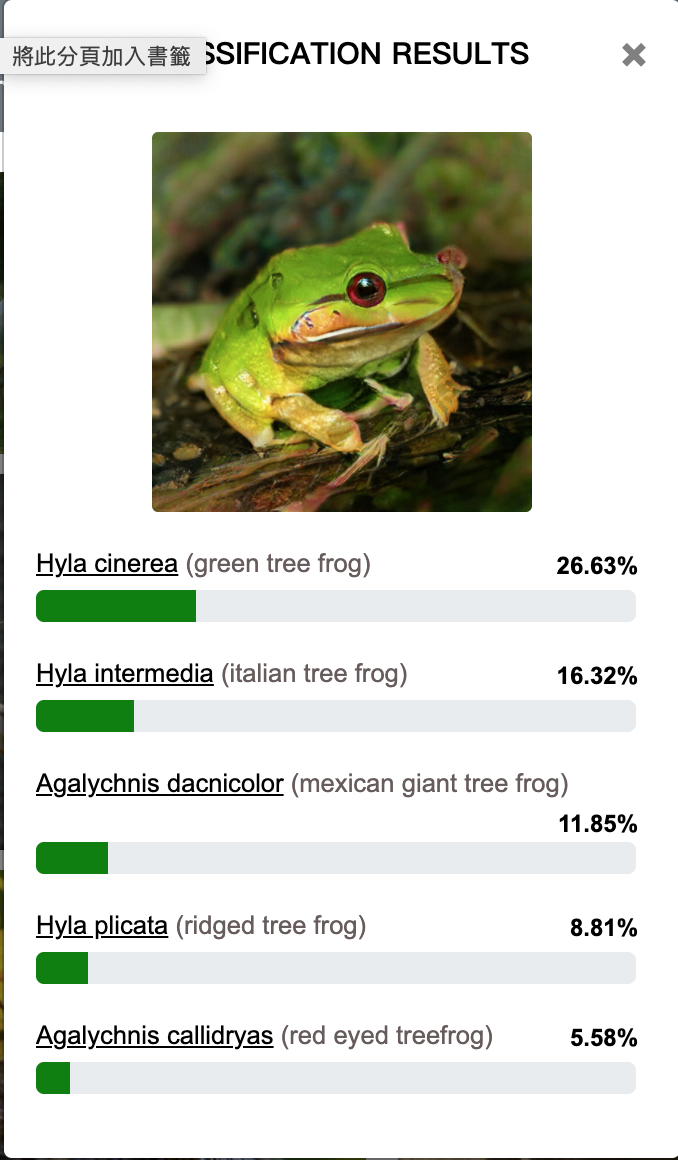 將此分頁加入書籤
SSIFICATION RESULTS
Hyla cinerea (green tree frog) 26.63%
Hyla intermedia (italian tree frog) 16.32%
Agalychnis dacnicolor (mexican giant tree frog)
11.85%
Hyla plicata (ridged tree frog) 8.81%
Agalychnis callidryas (red eyed treefrog) 5.58%